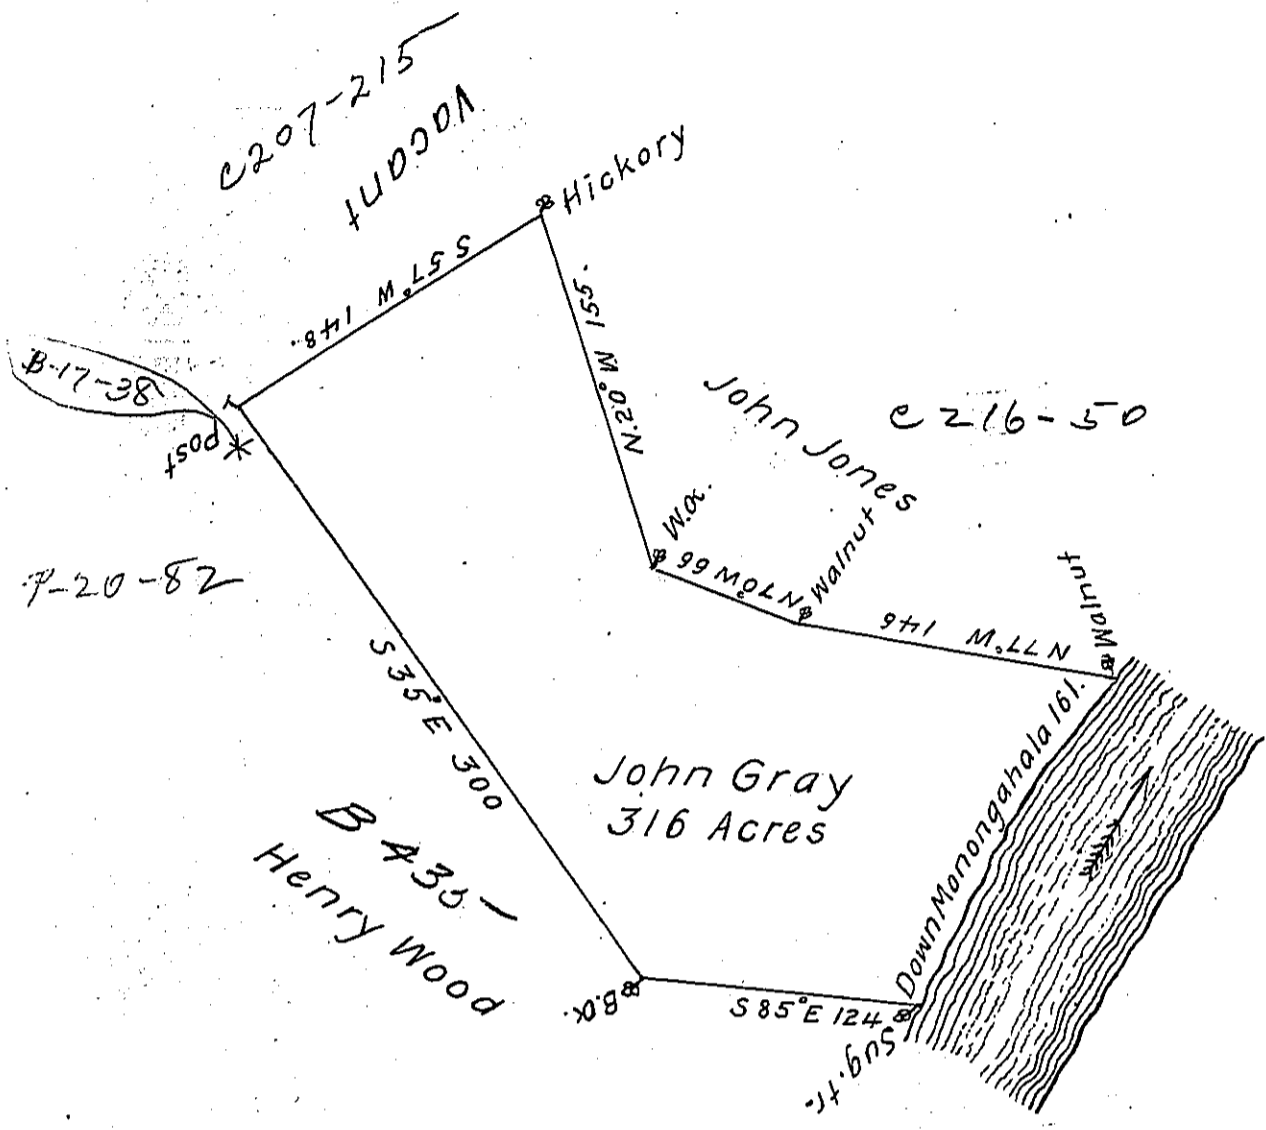 C207-215
Vacant
Hickory
S 57° W 148.
N. 20° W 155.
B-17-38
post
John Jones
C 216-50
W.o.
Walnut
N 70° W 66
Walnut
N 77° W 146
P-20-82
S 35° E 300
Down Monongahala 161.
John Gray
316 Acres
B 435
Henry Wood
B.O.
S 85° E 124
Sug. tr.